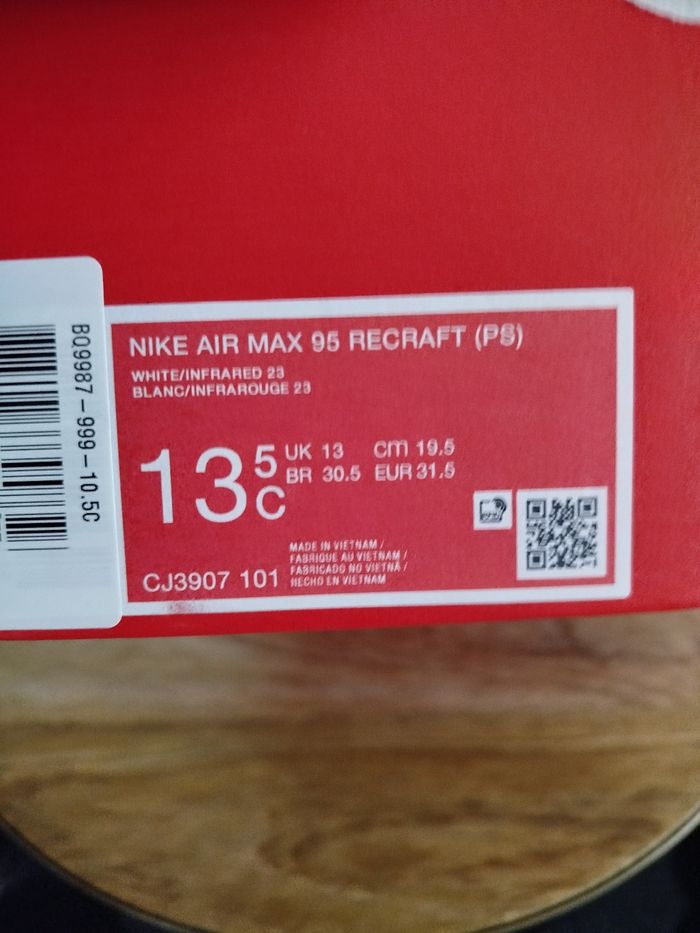 B09987-999-10.5C
NIKE AIR MAX 95 RECRAFT (PS)
WHITE/INFRARED 23
BLANC/INFRAROUGE 23
13 5 C
UK 13 cm 19.5
BR 30.5 EUR 31.5
MADE IN VIETNAM /
FABRIQUE AU VIETNAM /
FABRICADO NO VIETNÃ /
HECHO EN VIETNAM
CJ3907 101